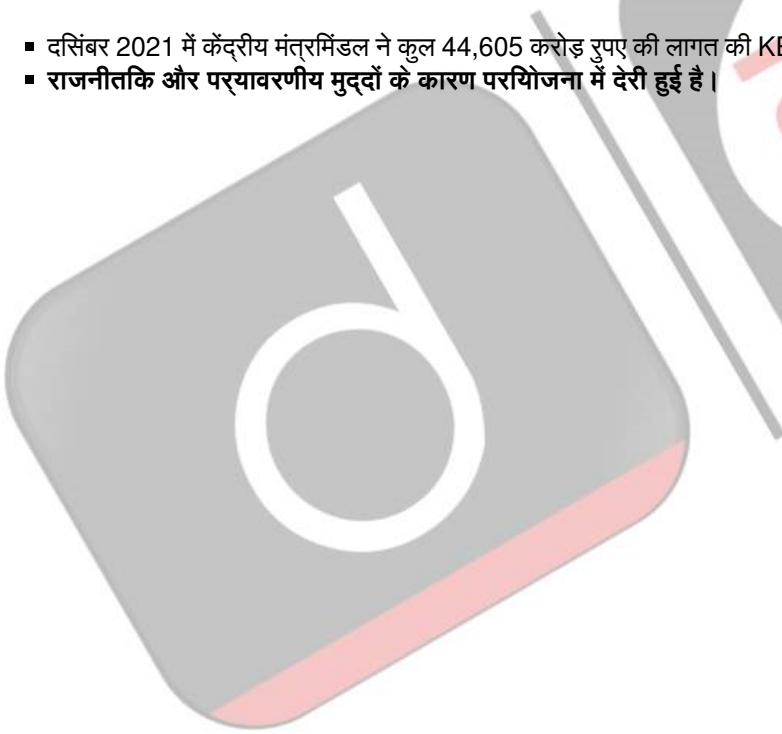 ▪ दसिंबर 2021 में केंद्रीय मंत्रमिंडल ने कुल 44,605 करोड़ रुपए की लागत की
▪ राजनीतकि और पर्यावरणीय मुद्दों के कारण परयिोजना में देरी हुई है।
d